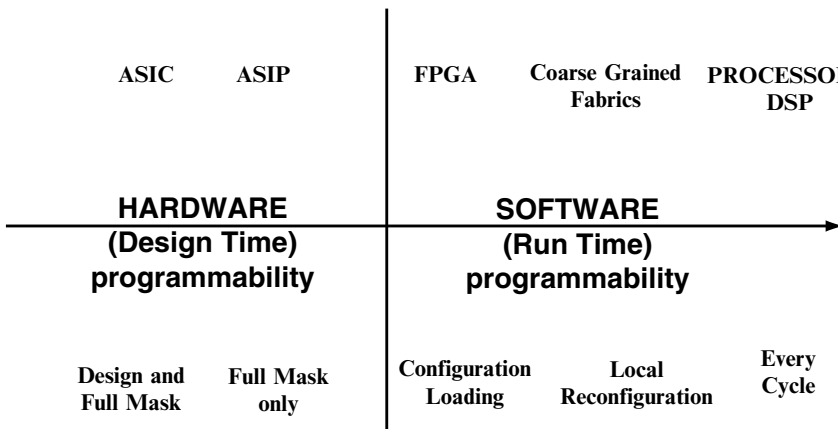 ASIC ASIP FPGA Coarse Grained PROCESSO
Fabrics DSP
HARDWARE SOFTWARE
(Design Time) (Run Time)
programmability programmability
Design and Full Mask Configuration Local Every
Full Mask only Loading Reconfiguration Cycle